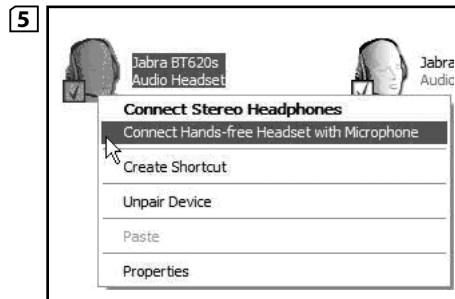 5
Jabra BT620s
Audio Headset
Jabra
Audio
Connect Stereo Headphones
Connect Hands-free Headset with Microphone
Create Shortcut
Unpair Device
Paste
Properties